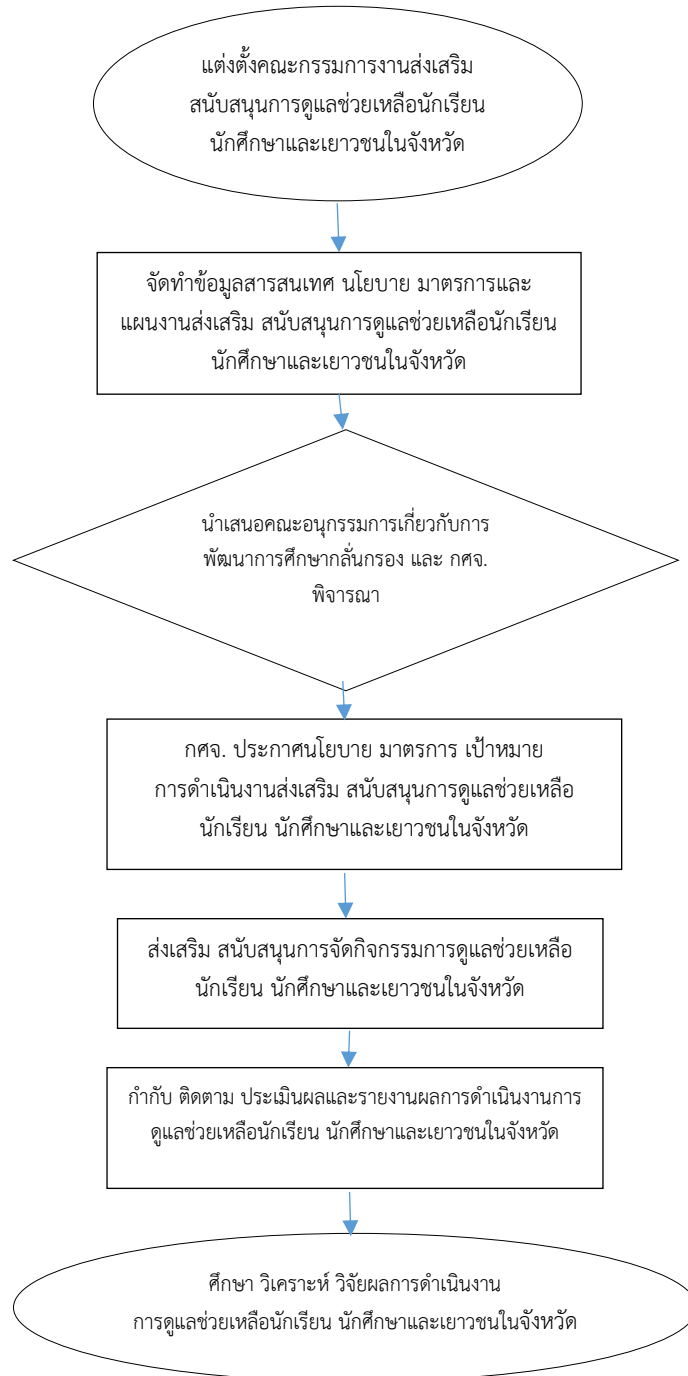 แต่งตั้งคณะกรรมการงานส่งเสริม
สนับสนุนการดูแลช่วยเหลือนักเรียน
นักศึกษาและเยาวชนในจังหวัด
จัดทำข้อมูลสารสนเทศ นโยบาย มาตรการและ
แผนงานส่งเสริม สนับสนุนการดูแลช่วยเหลือนักเรียน
นักศึกษาและเยาวชนในจังหวัด
นำเสนอคณะอนุกรรมการเกี่ยวกับการ
พัฒนาการศึกษากลั่นกรอง และ กศจ.
พิจารณา
กศจ. ประกาศนโยบาย มาตรการ เป้าหมาย
การดำเนินงานส่งเสริม สนับสนุนการดูแลช่วยเหลือ
นักเรียน นักศึกษาและเยาวชนในจังหวัด
ส่งเสริม สนับสนุนการจัดกิจกรรมการดูแลช่วยเหลือ
นักเรียน นักศึกษาและเยาวชนในจังหวัด
กำกับ ติดตาม ประเมินผลและรายงานผลการดำเนินงานการ
ดูแลช่วยเหลือนักเรียน นักศึกษาและเยาวชนในจังหวัด
ศึกษา วิเคราะห์ วิจัยผลการดำเนินงาน
การดูแลช่วยเหลือนักเรียน นักศึกษาและเยาวชนในจังหวัด